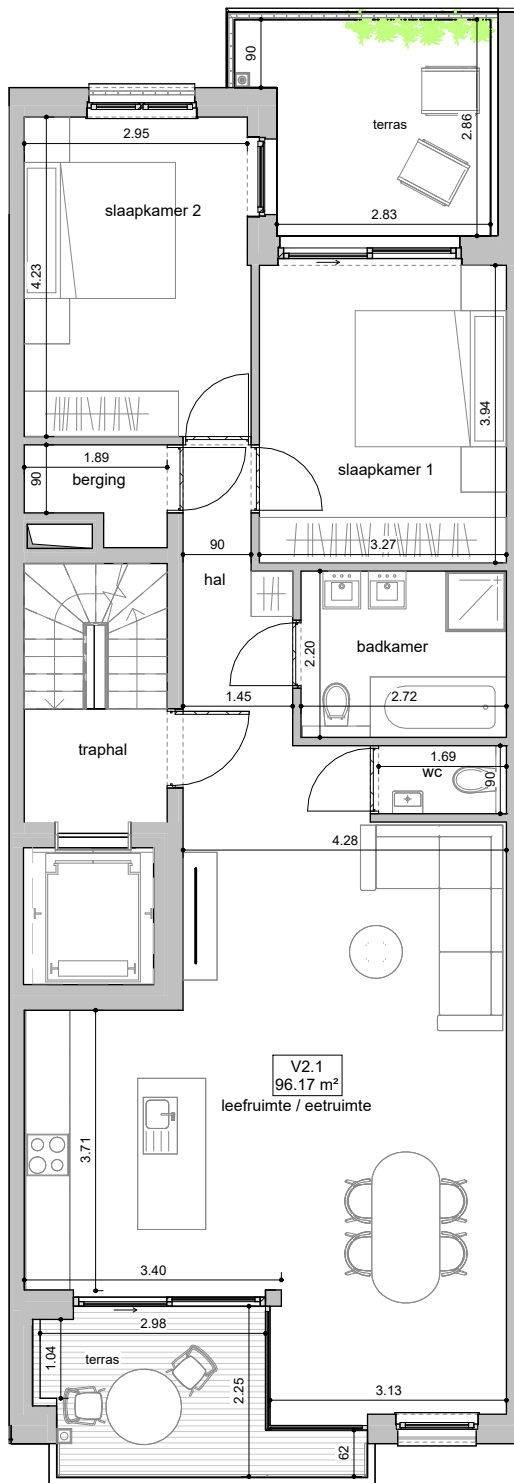 90
terras
2.86
2.95
slaapkamer 2
2.83
4.23
3.94
slaapkamer 1
1.89
berging
90
90
3.27
hal
2.20
badkamer
1.45
2.72
traphal
1.69
wc
90
4.28
V2.1
96.17 m²
leefruimte / eetruimte
3.71
3.40
2.98
1.04
terras
2.25
3.13
62